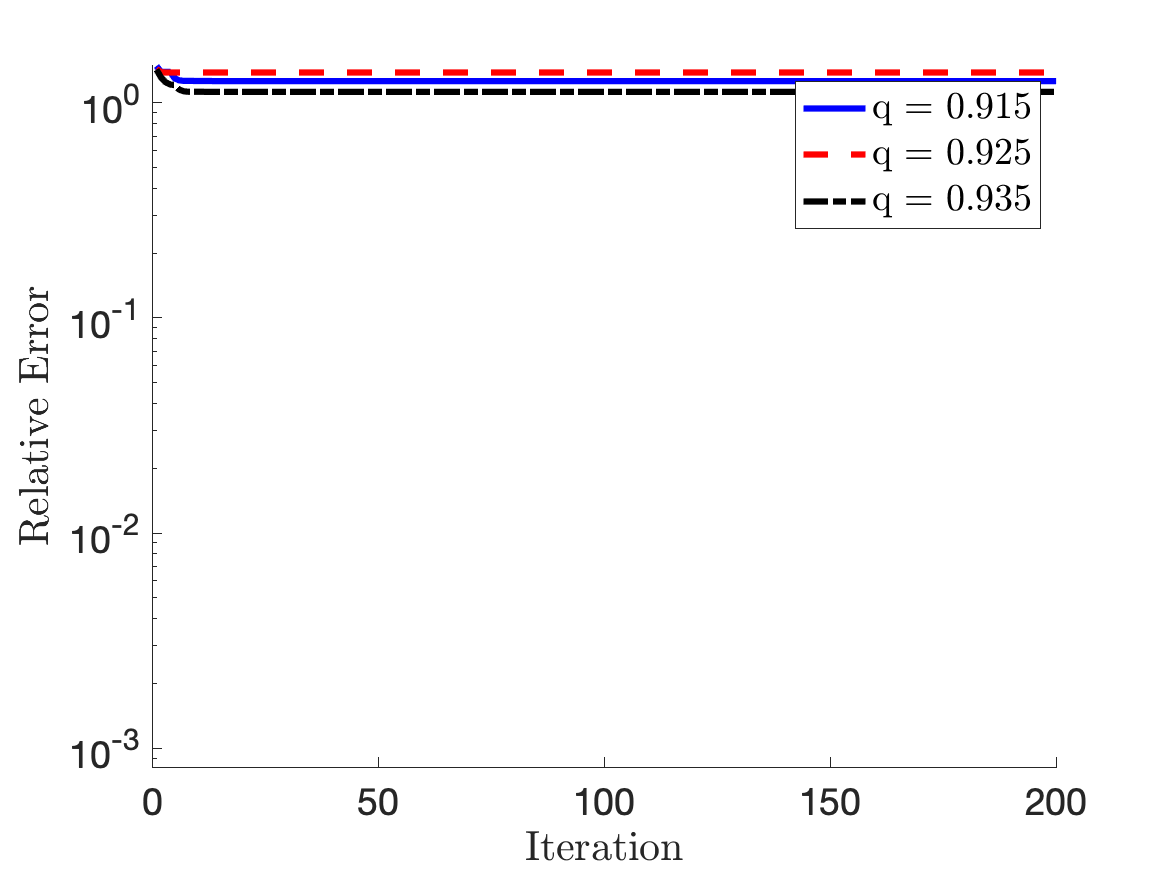 10^0
10^-1
10^-2
10^-3
Relative Error
q = 0.915
q = 0.925
q = 0.935
0 50 100 150 200
Iteration